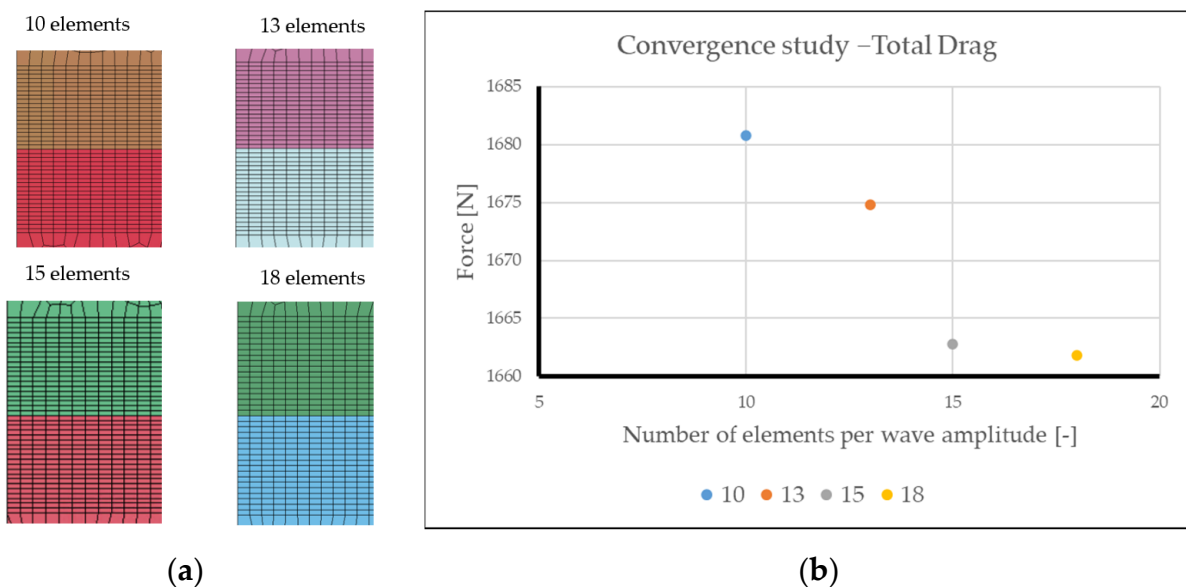 10 elements
13 elements
15 elements
18 elements
(a)
Convergence study –Total Drag
Force [N]
1685
1680
1675
1670
1665
1660
5
10
15
20
Number of elements per wave amplitude [-]
10
13
15
18
(b)